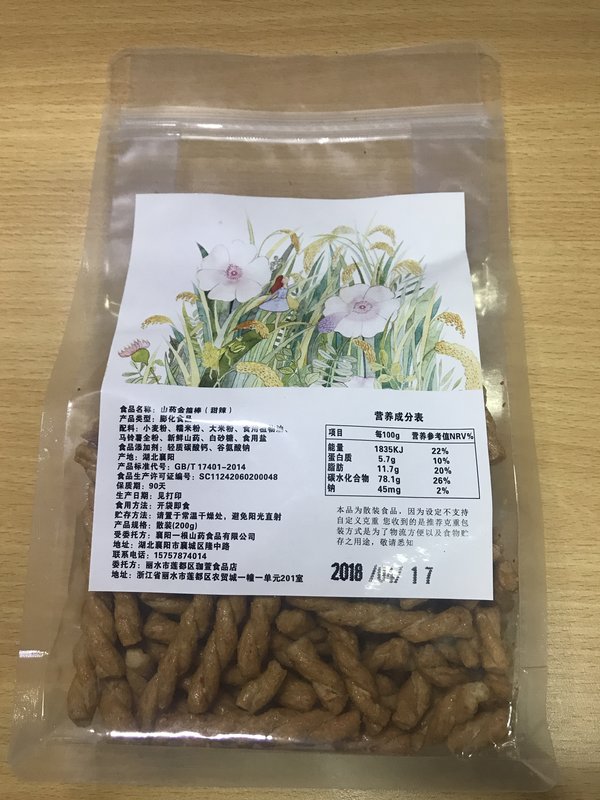 食品名称：山药金蒲棒（甜辣）
产品类型：膨化食品
配料：小麦粉、糯米粉、大米粉、食用植物油、
马铃薯全粉、新鲜山药、白砂糖、食用盐
食品添加剂：轻质碳酸钙、谷氨酸钠
产地：湖北襄阳
产品标准代号：GB/T 17401-2014
食品生产许可证编号：SC11242060200048
保质期：90天
生产日期：见打印
食用方法：开袋即食
贮存方法：请置于常温干燥处，避免阳光直射
产品规格：散装(200g)
受委托方：襄阳一根山药食品有限公司
地址：湖北襄阳市襄城区隆中路
联系电话：15757874014
委托方：丽水市莲都区珈萱食品店
地址：浙江省丽水市莲都区农贸城一幢一单元201室
营养成分表
项目 每100g 营养参考值NRV%
能量 1835KJ 22%
蛋白质 5.7g 10%
脂肪 11.7g 20%
碳水化合物 78.1g 26%
钠 45mg 2%
本品为散装食品，因为设定不支持
自定义克重 您收到的是推荐克重包
装方式是为了物流方便以及食物贮
存之用途，敬请悉知
2018/04/17